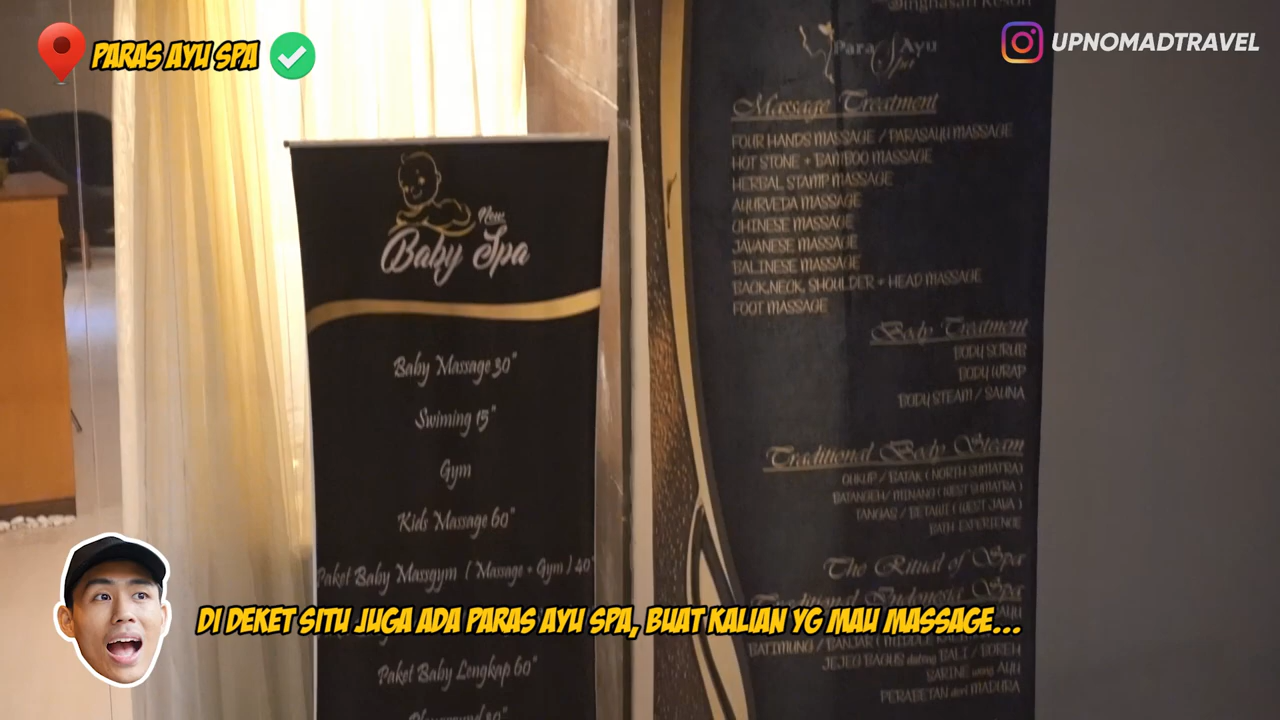 PARAS AYU SPA
UPNOMADTRAVEL
New
Baby Spa
Baby Massage 30"
Swiming 15"
Gym
Kids Massage 60"
Paket Baby Massgym ( Massage + Gym ) 40"
Paket Baby Lengkap 60"
Singhasari Resort
Paras Ayu
Spa
Massage Treatment
FOUR HANDS MASSAGE / PARASAYU MASSAGE
HOT STONE + BAMBOO MASSAGE
HERBAL STAMP MASSAGE
AYURVEDA MASSAGE
CHINESE MASSAGE
JAVANESE MASSAGE
BALINESE MASSAGE
BACK,NECK, SHOULDER + HEAD MASSAGE
FOOT MASSAGE
Body Treatment
BODY SCRUB
BODY WRAP
BODY STEAM / SAUNA
Traditional Body Steam
OUKUP / BATAK ( NORTH SUMATRA)
BATANGEH/ MINANG ( WEST SUMATRA )
TANGAS / BETAWI ( WEST JAVA )
BATH EXPERIENCE
The Ritual of Spa
Traditional Indonesia Spa
BATIMUNG / BANJAR
JEJEG BAGUS BALI / BOREH
AYU
PERABETAN dari MADURA
DI DEKET SITU JUGA ADA PARAS AYU SPA, BUAT KALIAN YG MAU MASSAGE...